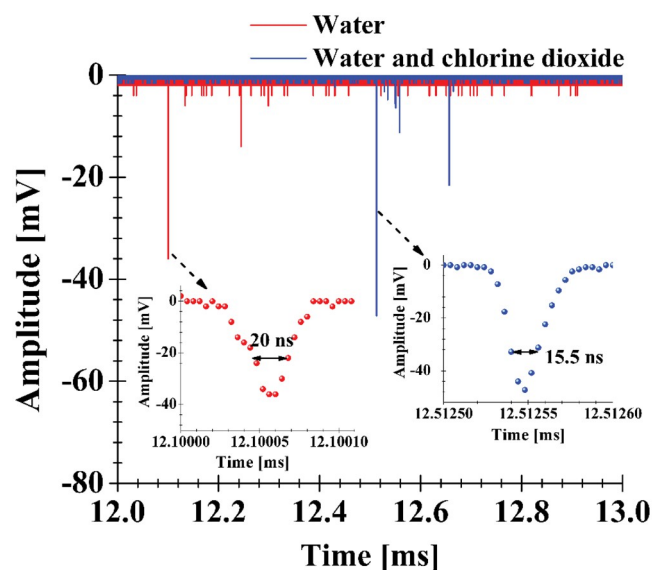 Water
Water and chlorine dioxide
Amplitude [mV]
0
-20
-40
-60
-80
12.0 12.2 12.4 12.6 12.8 13.0
Time [ms]
Amplitude [mV]
0
-20
-40
20 ns
12.10000 12.10005 12.10010
Time [ms]
Amplitude [mV]
0
-20
-40
15.5 ns
12.51250 12.51255 12.51260
Time [ms]